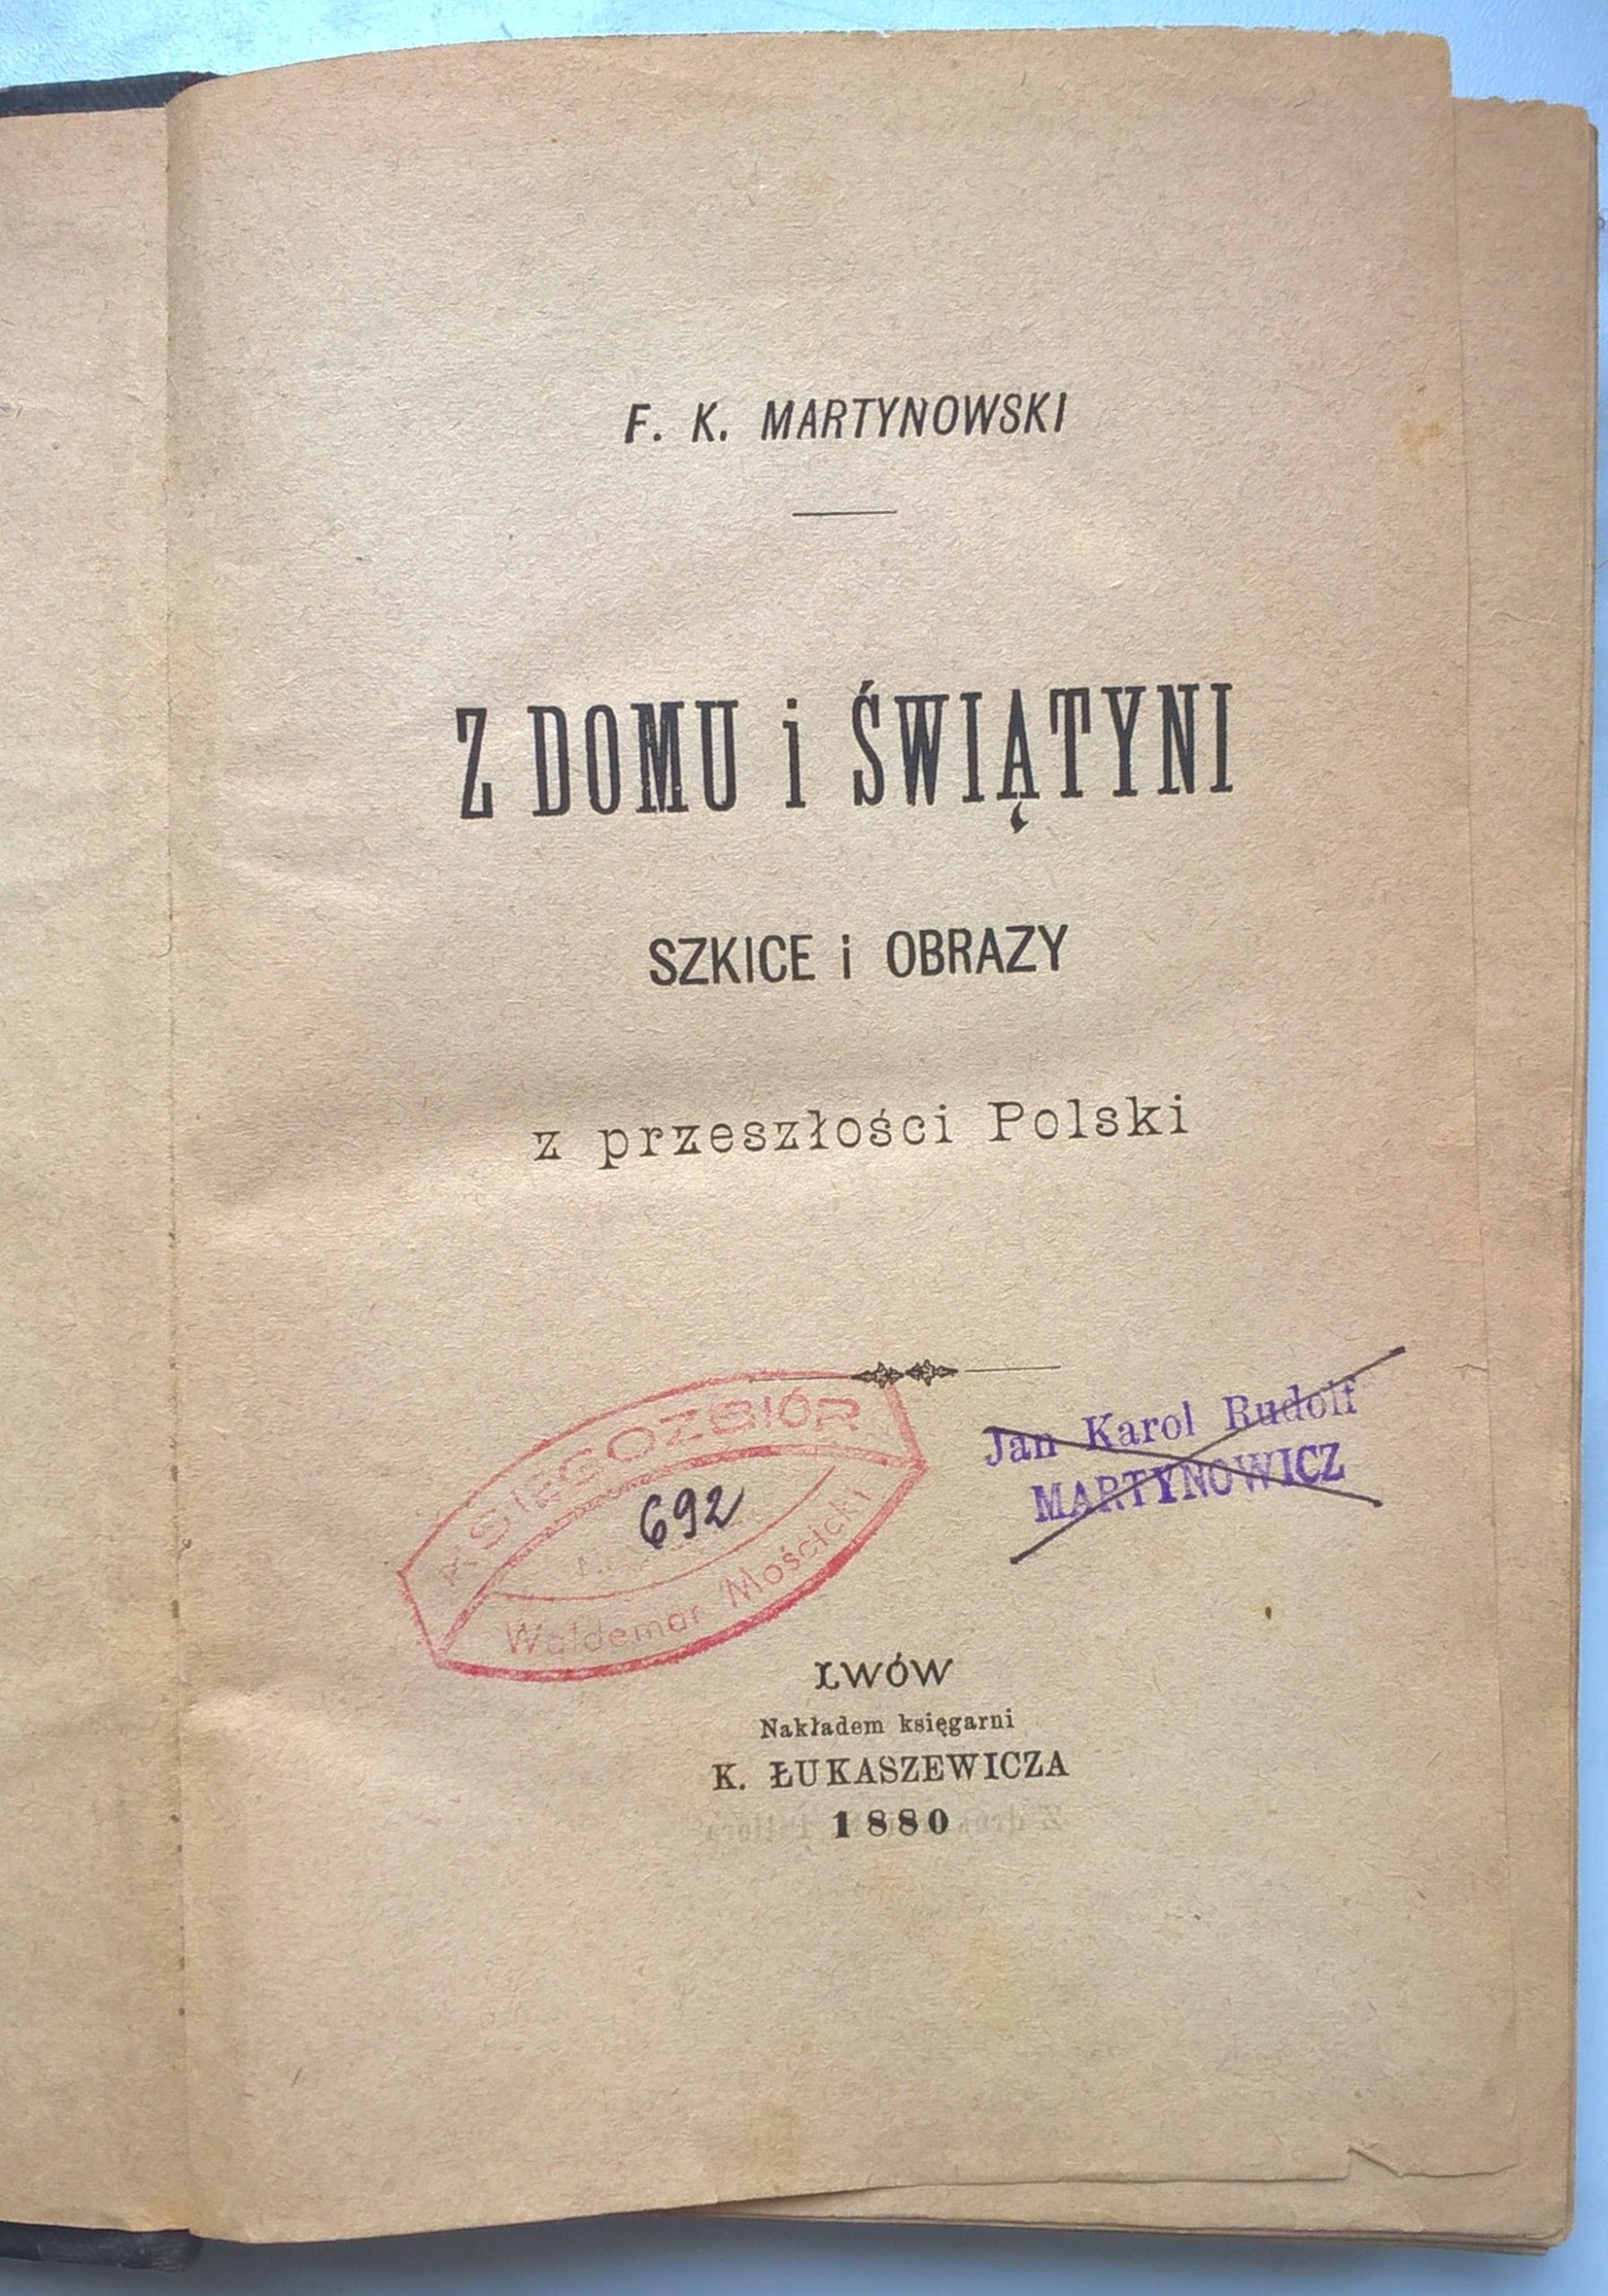 F. K. MARTYNOWSKI
Z DOMU i ŚWIĄTYNI
SZKICE i OBRAZY
z przeszłości Polski
KSIĘGOZBIÓR
Nr. 692
Waldemar Mościcki
Jan Karol Rudolf
MARTYNOWICZ
LWÓW
Nakładem księgarni
K. ŁUKASZEWICZA
1880